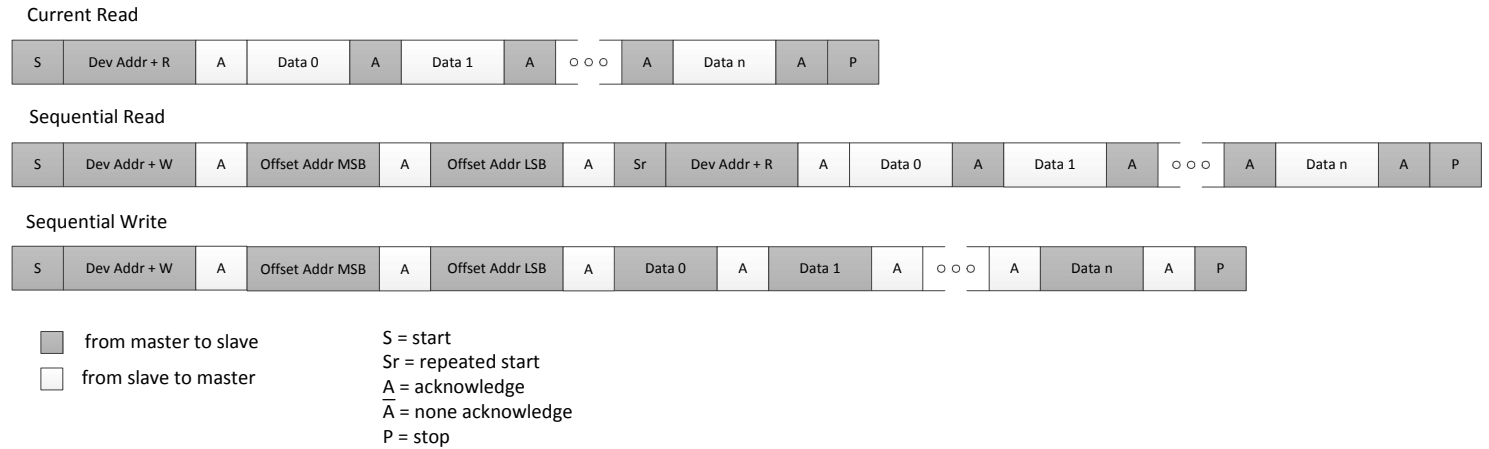 Current Read
S Dev Addr + R A Data 0 A Data 1 A ○ ○ ○ A Data n A P
Sequential Read
S Dev Addr + W A Offset Addr MSB A Offset Addr LSB A Sr Dev Addr + R A Data 0 A Data 1 A ○ ○ ○ A Data n A P
Sequential Write
S Dev Addr + W A Offset Addr MSB A Offset Addr LSB A Data 0 A Data 1 A ○ ○ ○ A Data n A P
from master to slave
from slave to master
S = start
Sr = repeated start
A = acknowledge
A̅ = none acknowledge
P = stop